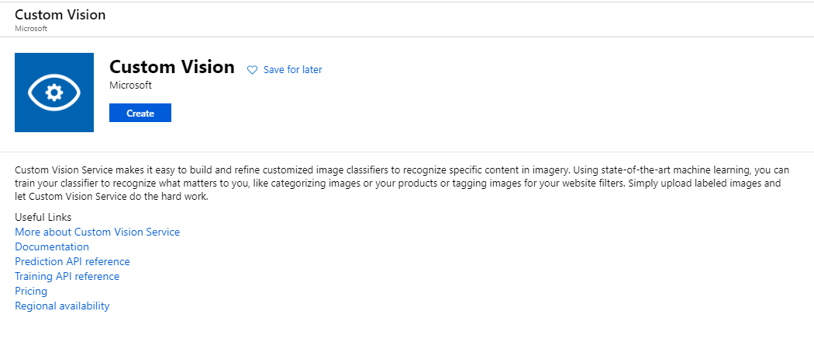 Custom Vision
Microsoft
Custom Vision
Save for later
Microsoft
Create
Custom Vision Service makes it easy to build and refine customized image classifiers to recognize specific content in imagery. Using state-of-the-art machine learning, you can
train your classifier to recognize what matters to you, like categorizing images or your products or tagging images for your website filters. Simply upload labeled images and
let Custom Vision Service do the hard work.
Useful Links
More about Custom Vision Service
Documentation
Prediction API reference
Training API reference
Pricing
Regional availability